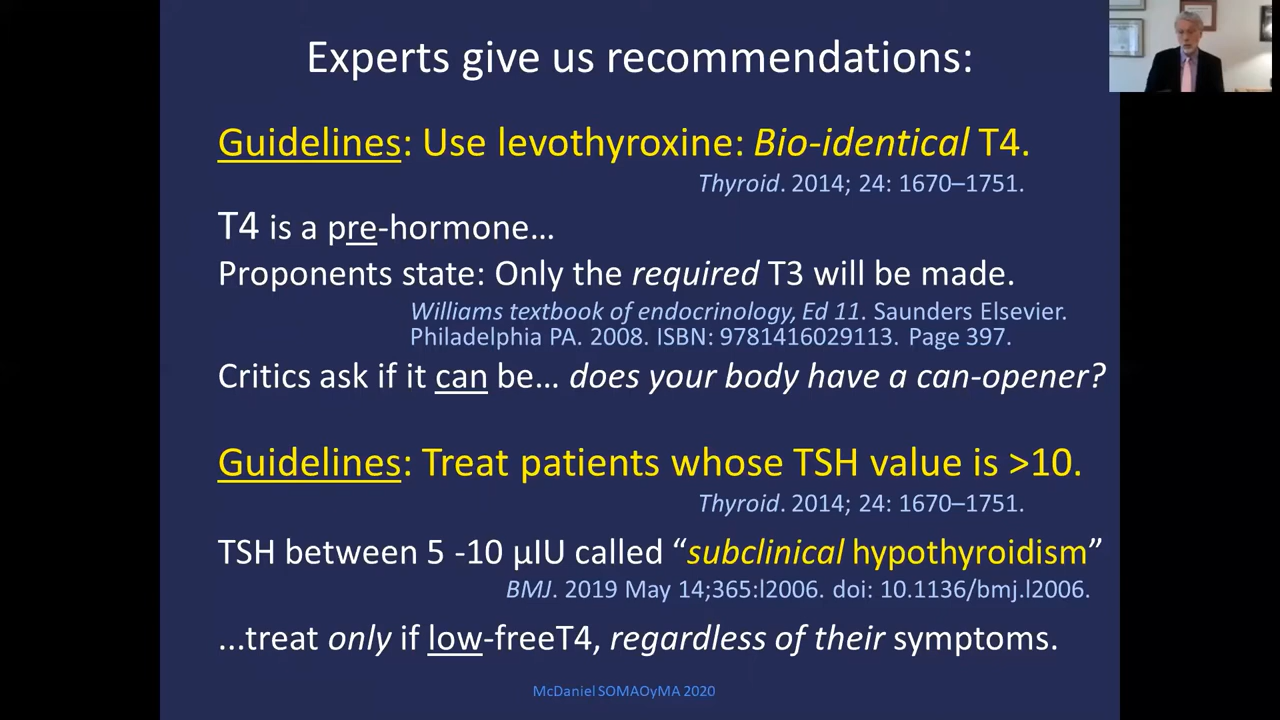 Experts give us recommendations:
Guidelines: Use levothyroxine: Bio-identical T4.
Thyroid. 2014; 24: 1670–1751.
T4 is a pre-hormone…
Proponents state: Only the required T3 will be made.
Williams textbook of endocrinology, Ed 11. Saunders Elsevier.
Philadelphia PA. 2008. ISBN: 9781416029113. Page 397.
Critics ask if it can be… does your body have a can-opener?
Guidelines: Treat patients whose TSH value is >10.
Thyroid. 2014; 24: 1670–1751.
TSH between 5 -10 µIU called “subclinical hypothyroidism”
BMJ. 2019 May 14;365:l2006. doi: 10.1136/bmj.l2006.
...treat only if low-freeT4, regardless of their symptoms.
McDaniel SOMAOyMA 2020